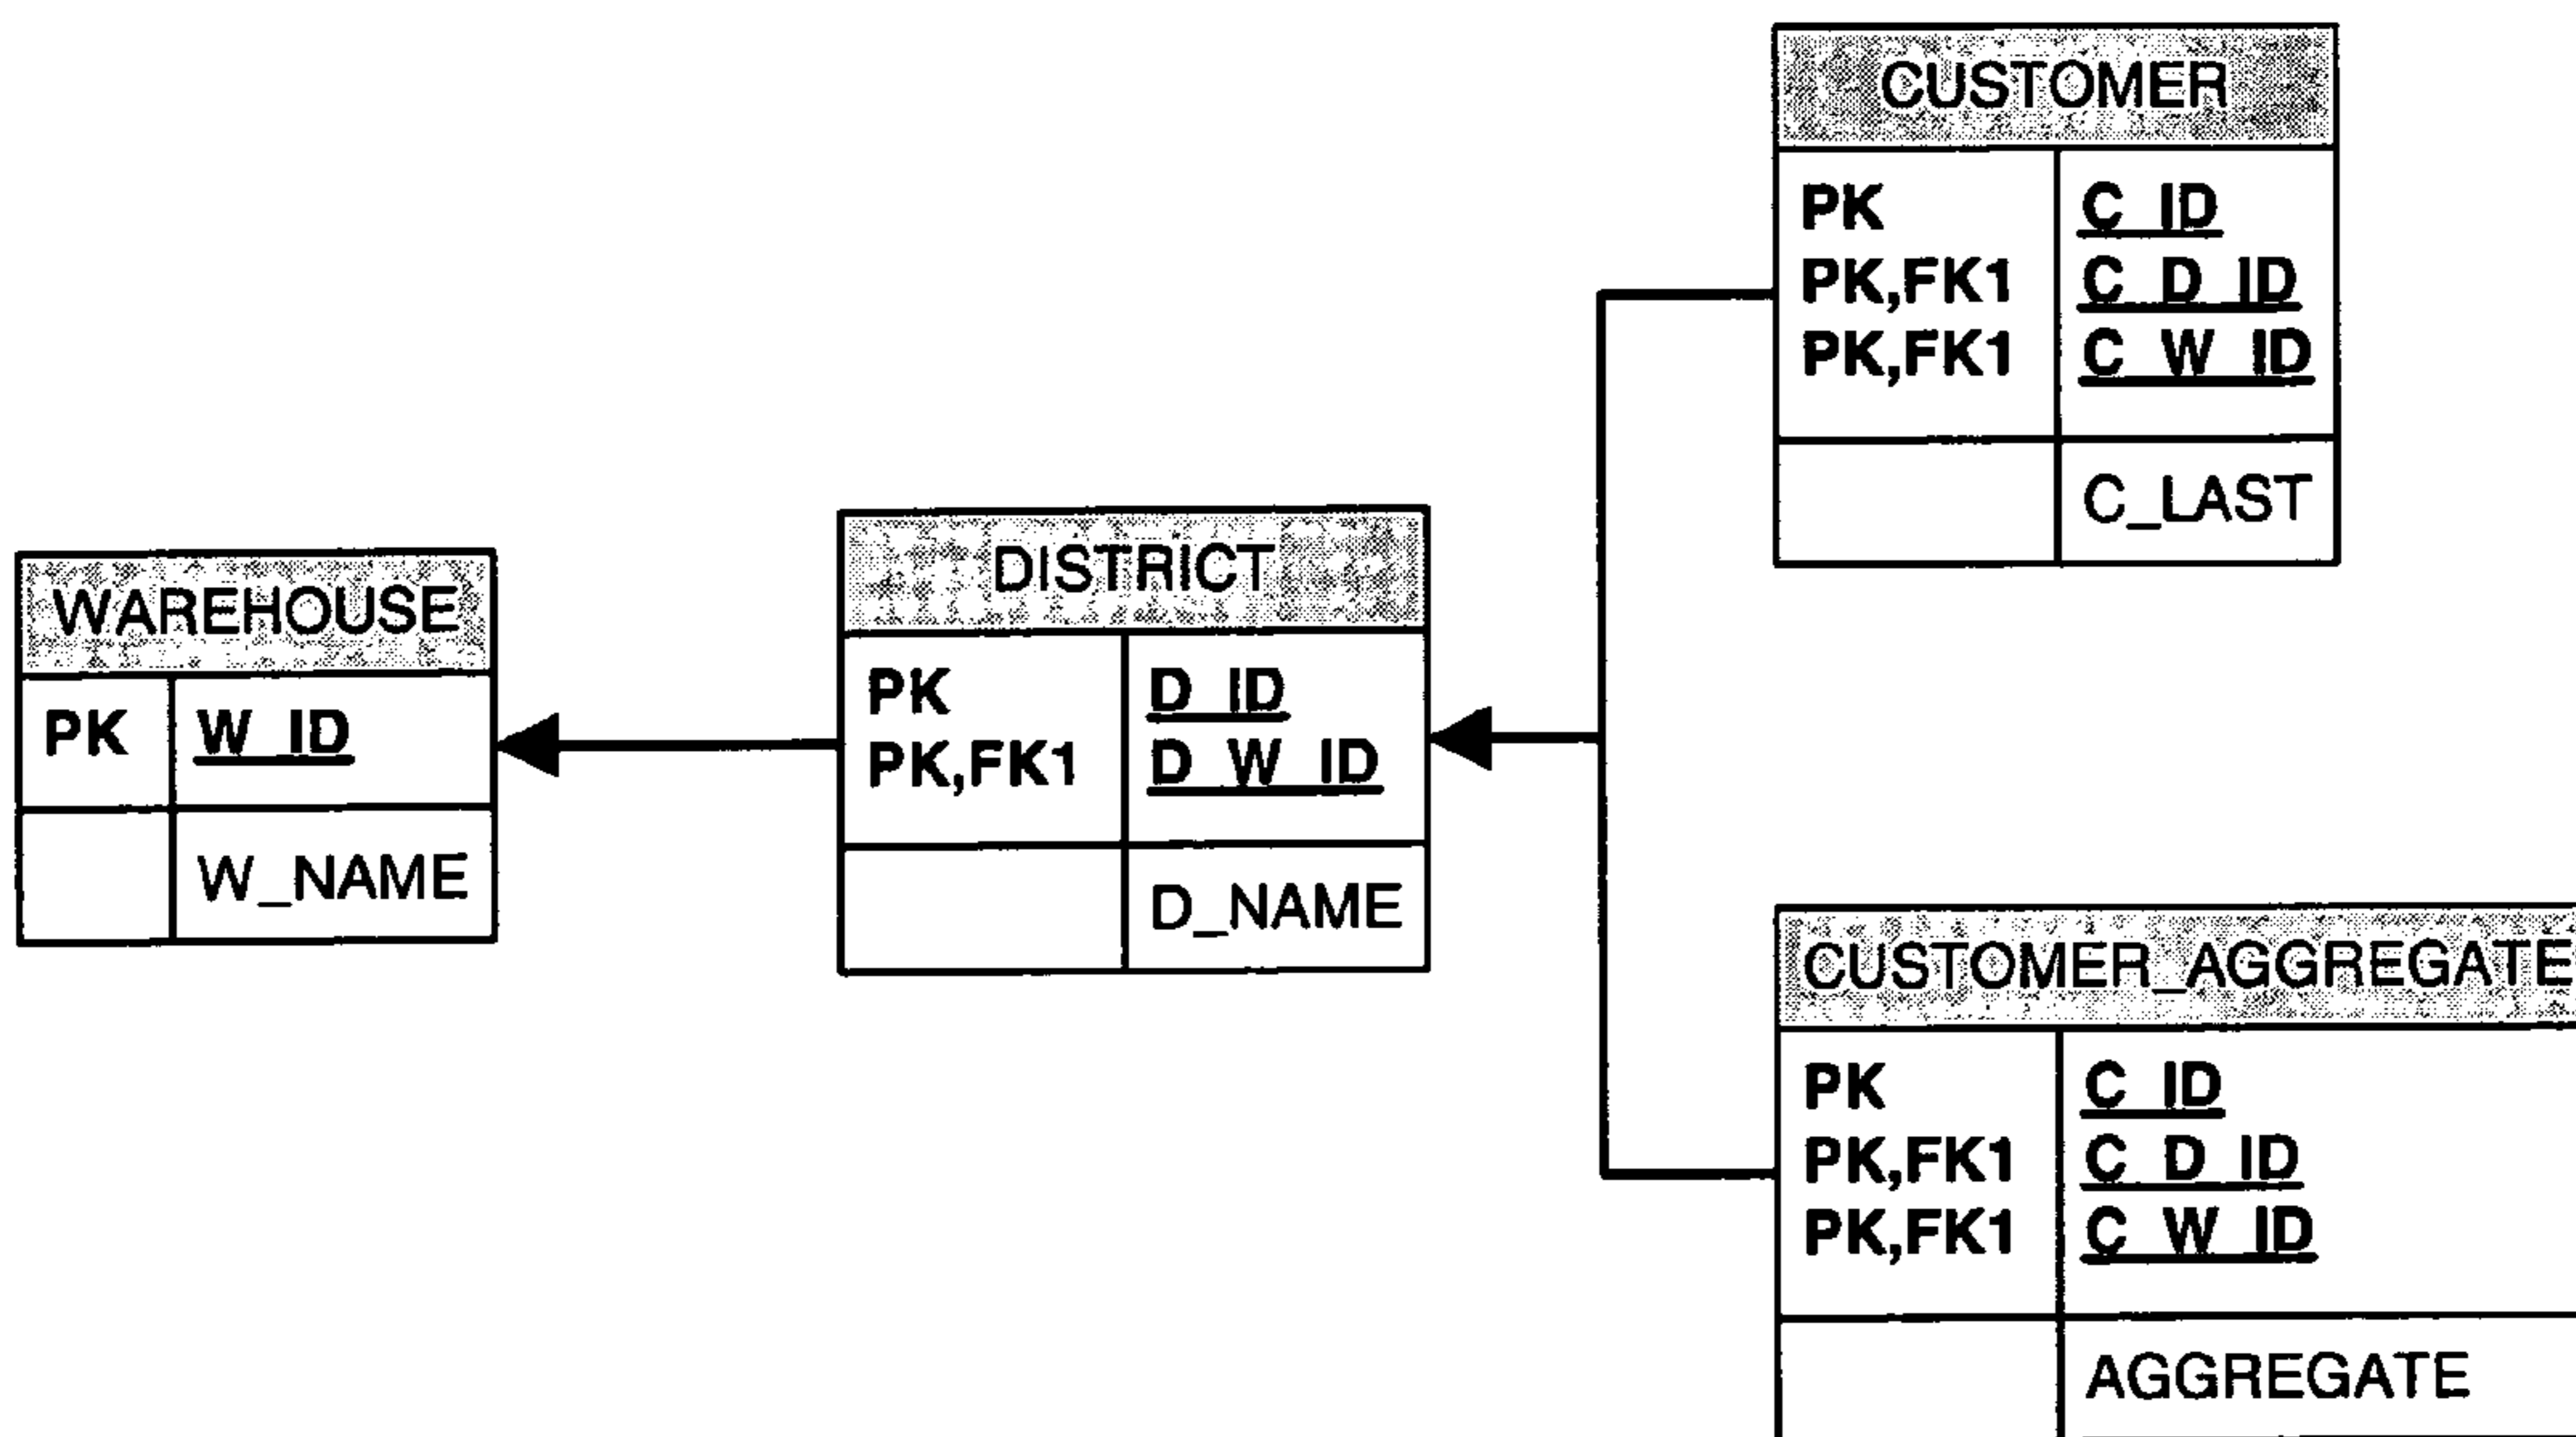 CUSTOMER
PK C_ID
PK,FK1 C_D_ID
PK,FK1 C_W_ID
C_LAST
WAREHOUSE
PK W_ID
W_NAME
DISTRICT
PK D_ID
PK,FK1 D_W_ID
D_NAME
CUSTOMER_AGGREGATE
PK C_ID
PK,FK1 C_D_ID
PK,FK1 C_W_ID
AGGREGATE